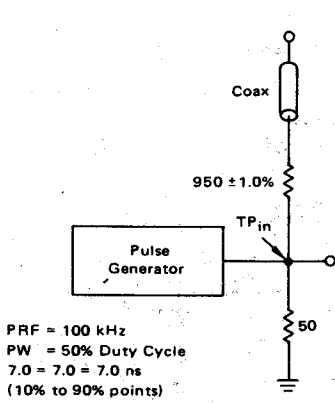 Coax
950 ±1.0%
TPin
Pulse
Generator
50
PRF = 100 kHz
PW = 50% Duty Cycle
7.0 = 7.0 = 7.0 ns
(10% to 90% points)